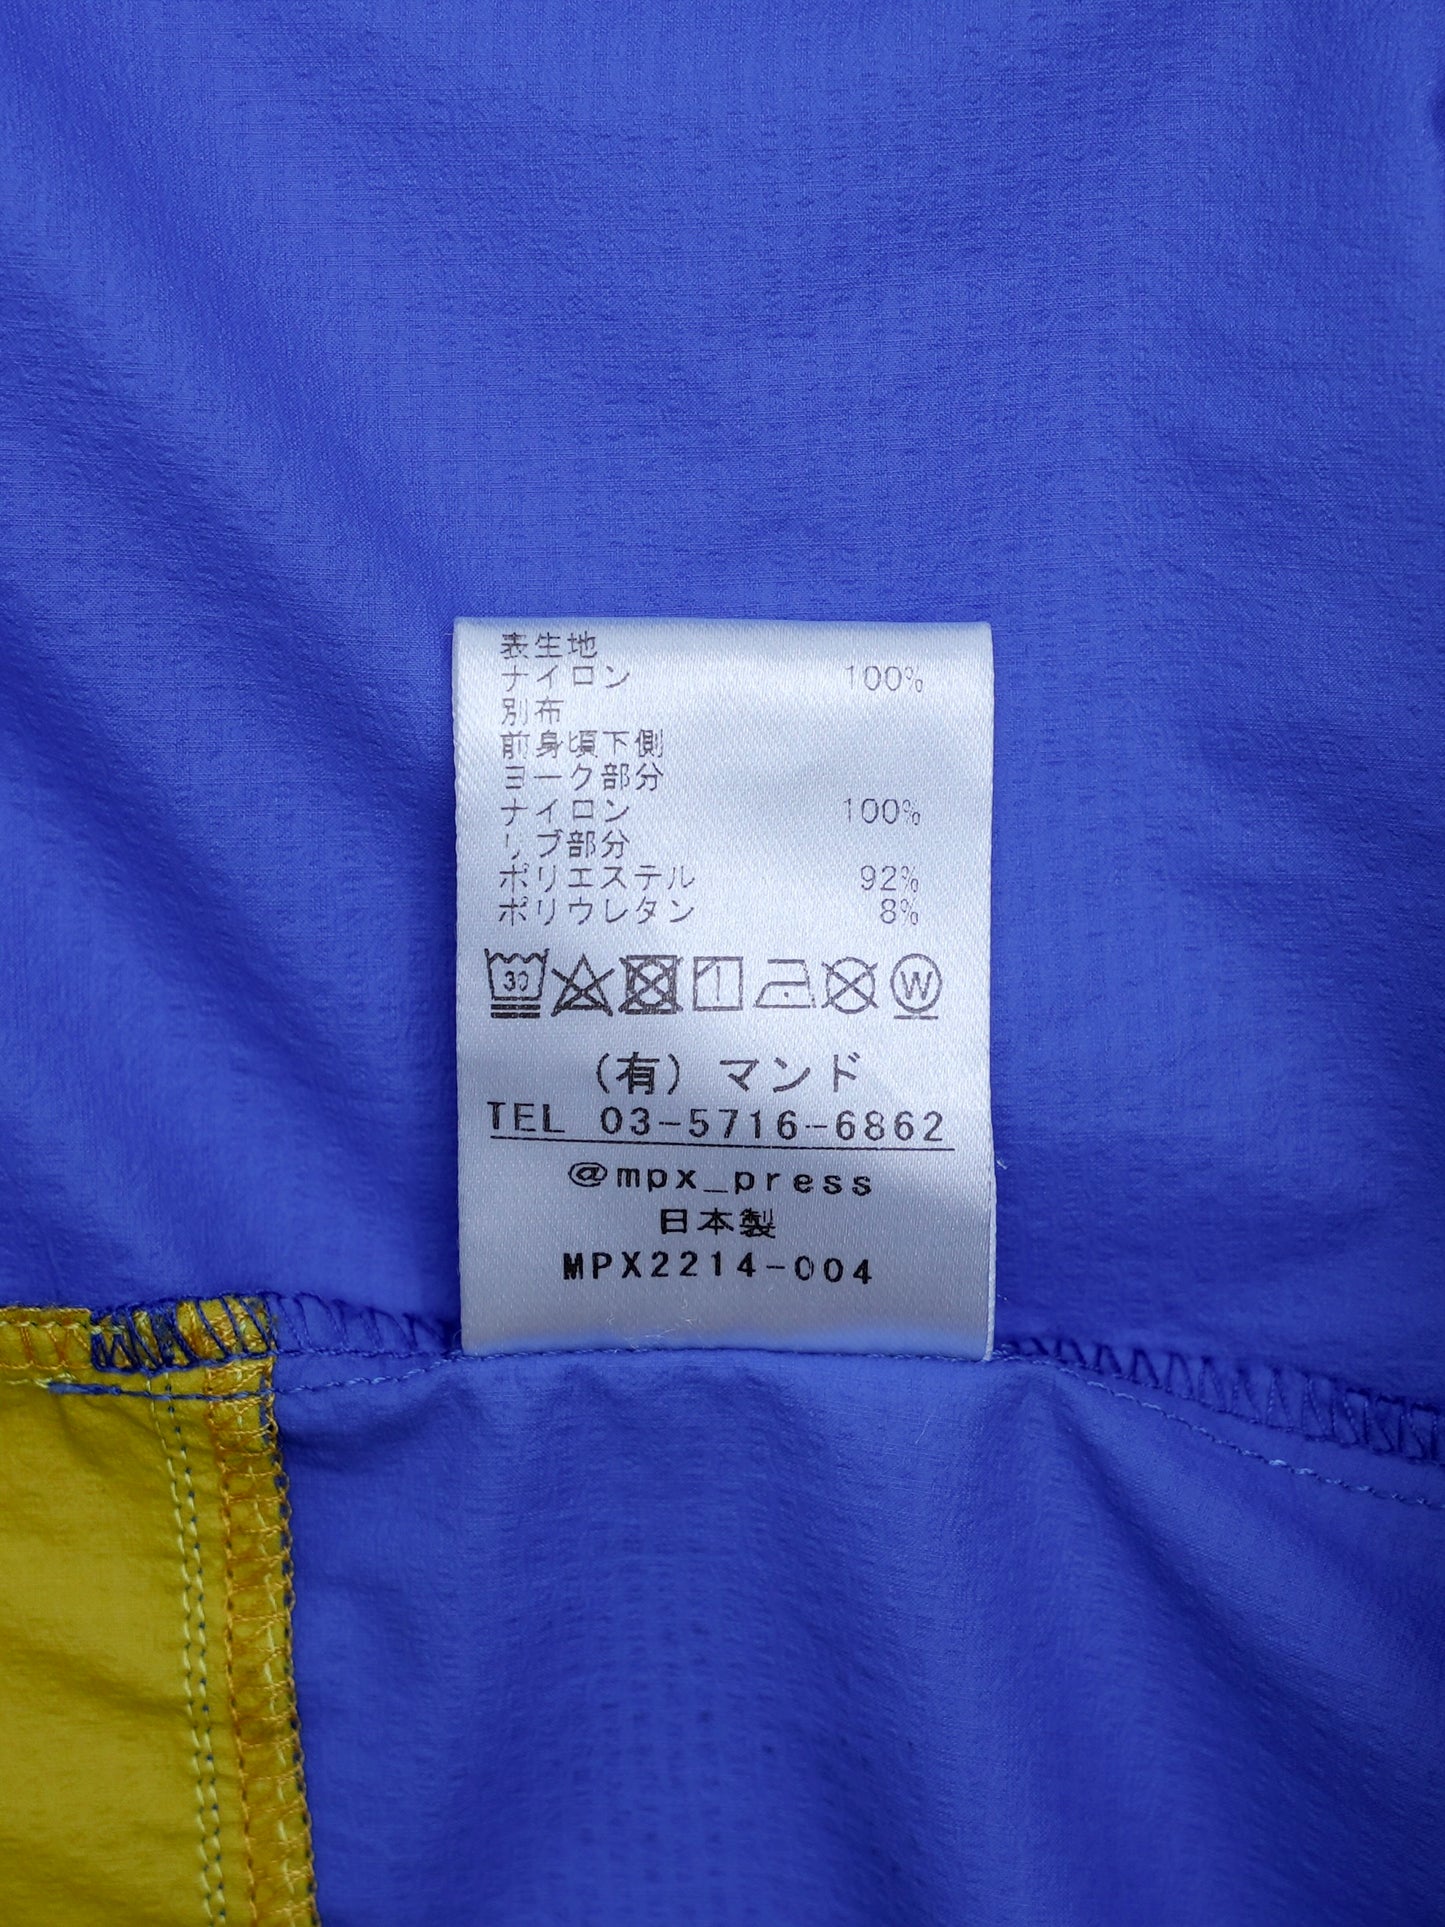 表生地
ナイロン 100%
別布
前身頃下側
ヨーク部分
ナイロン 100%
リブ部分
ポリエステル 92%
ポリウレタン 8%
30 W
(有) マンド
TEL 03-5716-6862
@mpx_press
日本製
MPX2214-004